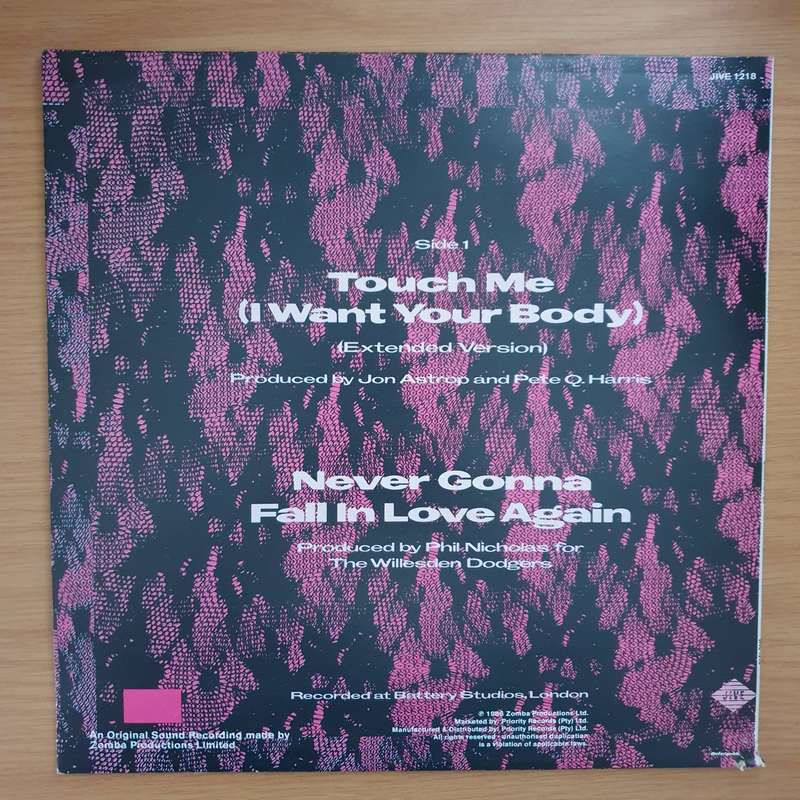 JIVE 1218
Side 1
Touch Me
(I Want Your Body)
(Extended Version)
Produced by Jon Astrop and Pete Q. Harris
Never Gonna
Fall In Love Again
Produced by Phil Nicholas for
The Willesden Dodgers
Recorded at Battery Studios, London
℗ 1986 Zomba Productions Ltd.
Marketed by Priority Records (Pty) Ltd.
Manufactured & Distributed by Priority Records (Pty) Ltd.
All rights reserved - unauthorised duplication
is a violation of applicable laws.
JIVE
An Original Sound Recording made by
Zomba Productions Limited